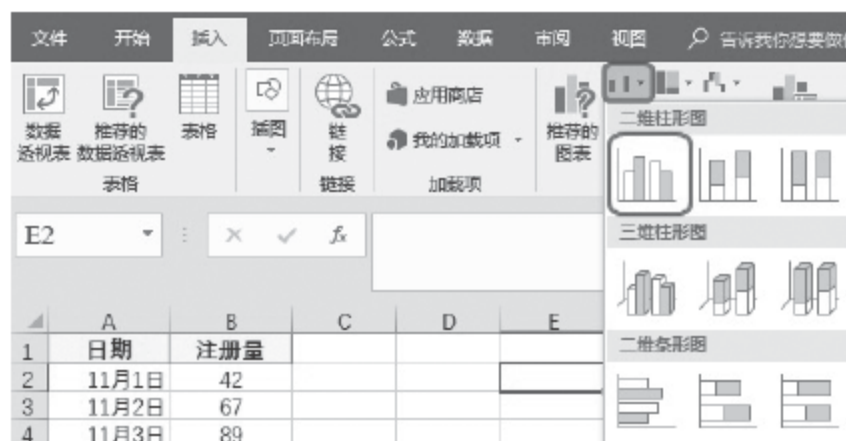 文件 开始 插入 页面布局 公式 数据 审阅 视图 告诉我你想要做
数据透视表
推荐的数据透视表
表格
插图
链接
应用商店
我的加载项
推荐的图表
表格 链接 加载项
二维柱形图
三维柱形图
二维条形图
E2 fx
A B C D E
1 日期 注册量
2 11月1日 42
3 11月2日 67
4 11月3日 89